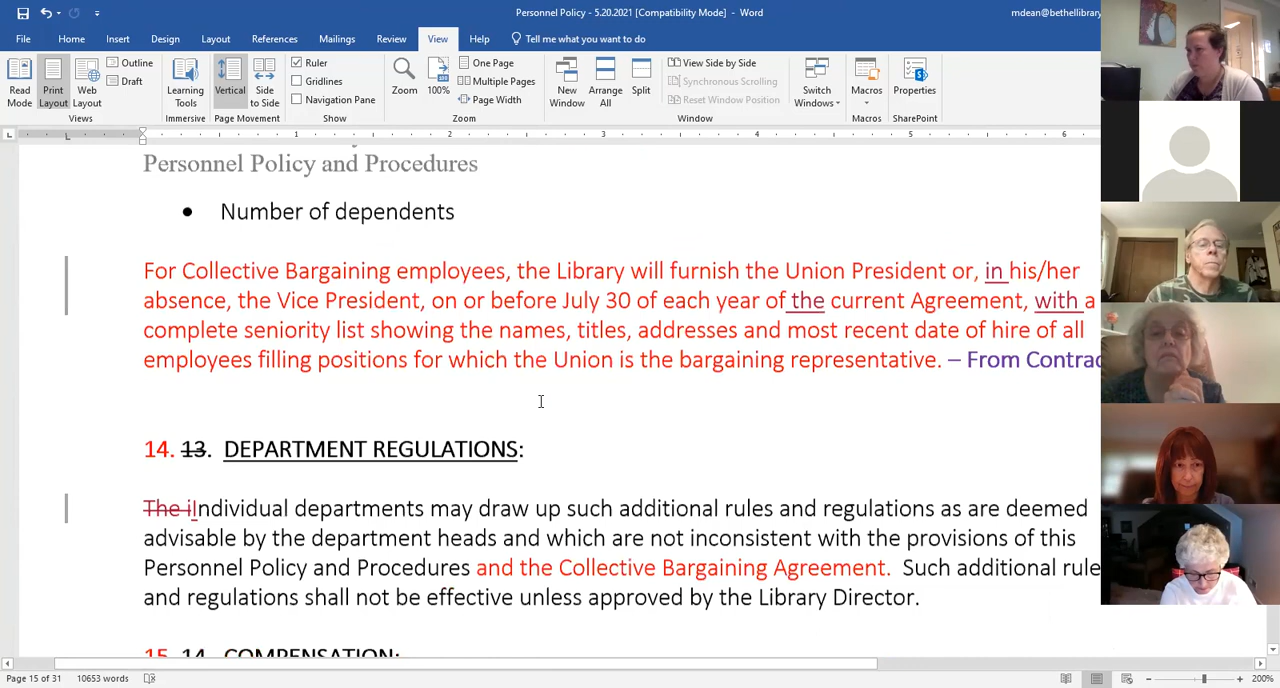 Personnel Policy - 5.20.2021 [Compatibility Mode] - Word
mdean@bethellibrary
File Home Insert Design Layout References Mailings Review View Help Tell me what you want to do
Read Mode
Print Layout
Web Layout
Outline
Draft
Views
Learning Tools
Immersive
Vertical
Side to Side
Page Movement
Ruler
Gridlines
Navigation Pane
Show
Zoom
100%
One Page
Multiple Pages
Page Width
Zoom
New Window
Arrange All
Split
View Side by Side
Synchronous Scrolling
Reset Window Position
Window
Switch Windows
Macros
Macros
Properties
SharePoint
1 2 3 4 5 6
Personnel Policy and Procedures
• Number of dependents
For Collective Bargaining employees, the Library will furnish the Union President or, in his/her
absence, the Vice President, on or before July 30 of each year of the current Agreement, with a
complete seniority list showing the names, titles, addresses and most recent date of hire of all
employees filling positions for which the Union is the bargaining representative. – From Contrac
14. 13. DEPARTMENT REGULATIONS:
The iIndividual departments may draw up such additional rules and regulations as are deemed
advisable by the department heads and which are not inconsistent with the provisions of this
Personnel Policy and Procedures and the Collective Bargaining Agreement. Such additional rule
and regulations shall not be effective unless approved by the Library Director.
15. 14. COMPENSATION:
Page 15 of 31 10653 words
200%